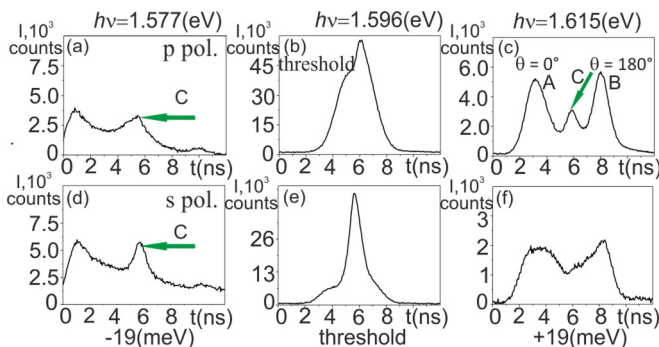 hν=1.577(eV) hν=1.596(eV) hν=1.615(eV)
I,10³ counts (a) p pol. C
7.5
5.0
2.5
0.0
0 2 4 6 8 t(ns)
I,10³ counts (b) threshold
45
30
15
0
0 2 4 6 8 t(ns)
I,10³ counts (c) θ = 0° C θ = 180°
A B
6.0
4.0
2.0
0.0
0 2 4 6 8 t(ns)
I,10³ counts (d) s pol. C
7.5
5.0
2.5
0.0
0 2 4 6 8 t(ns)
-19(meV)
I,10³ counts (e)
26
13
0
0 2 4 6 8 t(ns)
threshold
I,10³ counts (f)
3
2
1
0
0 2 4 6 8 t(ns)
+19(meV)